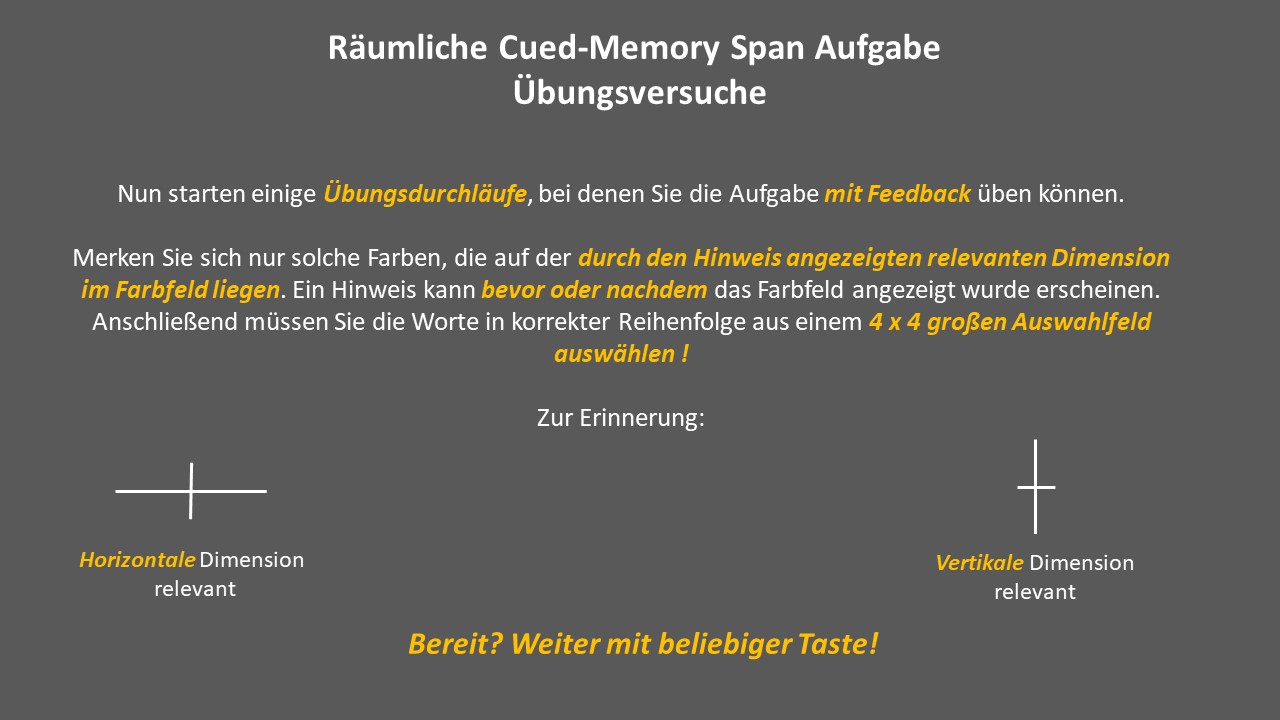 Räumliche Cued-Memory Span Aufgabe
Übungsversuche
Nun starten einige Übungsdurchläufe, bei denen Sie die Aufgabe mit Feedback üben können.
Merken Sie sich nur solche Farben, die auf der durch den Hinweis angezeigten relevanten Dimension
im Farbfeld liegen. Ein Hinweis kann bevor oder nachdem das Farbfeld angezeigt wurde erscheinen.
Anschließend müssen Sie die Worte in korrekter Reihenfolge aus einem 4 x 4 großen Auswahlfeld
auswählen !
Zur Erinnerung:
Horizontale Dimension
relevant
Vertikale Dimension
relevant
Bereit? Weiter mit beliebiger Taste!